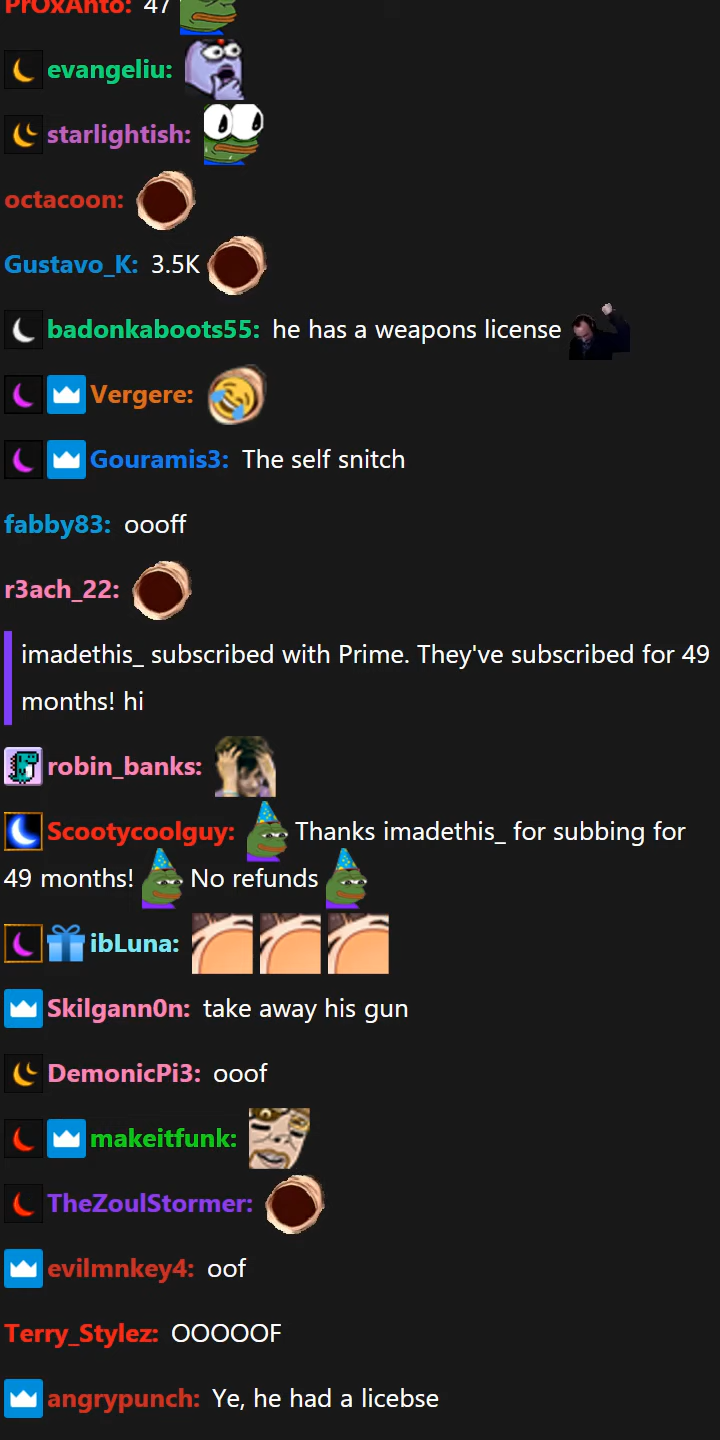 PrOxAnto: 47
evangeliu:
starlightish:
octacoon:
Gustavo_K: 3.5K
badonkaboots55: he has a weapons license
Vergere:
Gouramis3: The self snitch
fabby83: oooff
r3ach_22:
imadethis_ subscribed with Prime. They've subscribed for 49
months! hi
robin_banks:
Scootycoolguy: Thanks imadethis_ for subbing for
49 months! No refunds
ibLuna:
Skilgann0n: take away his gun
DemonicPi3: ooof
makeitfunk:
TheZoulStormer:
evilmnkey4: oof
Terry_Stylez: OOOOOF
angrypunch: Ye, he had a licebse